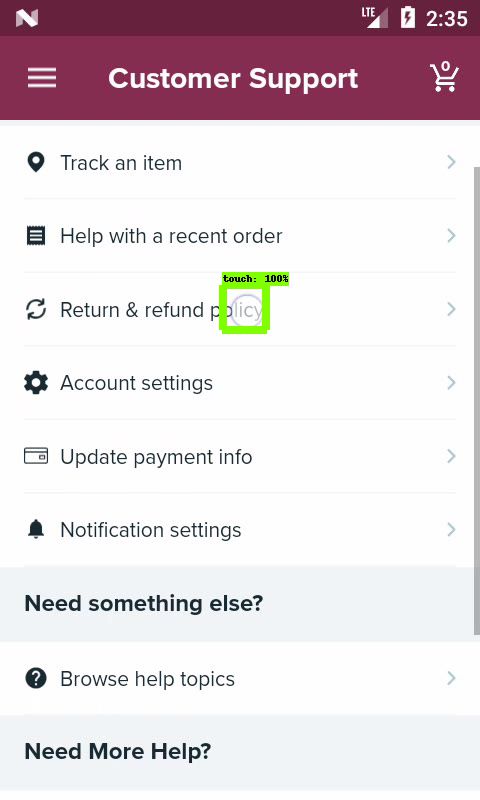 LTE 2:35
Customer Support
0
Track an item
Help with a recent order
touch: 100%
Return & refund policy
Account settings
Update payment info
Notification settings
Need something else?
Browse help topics
Need More Help?